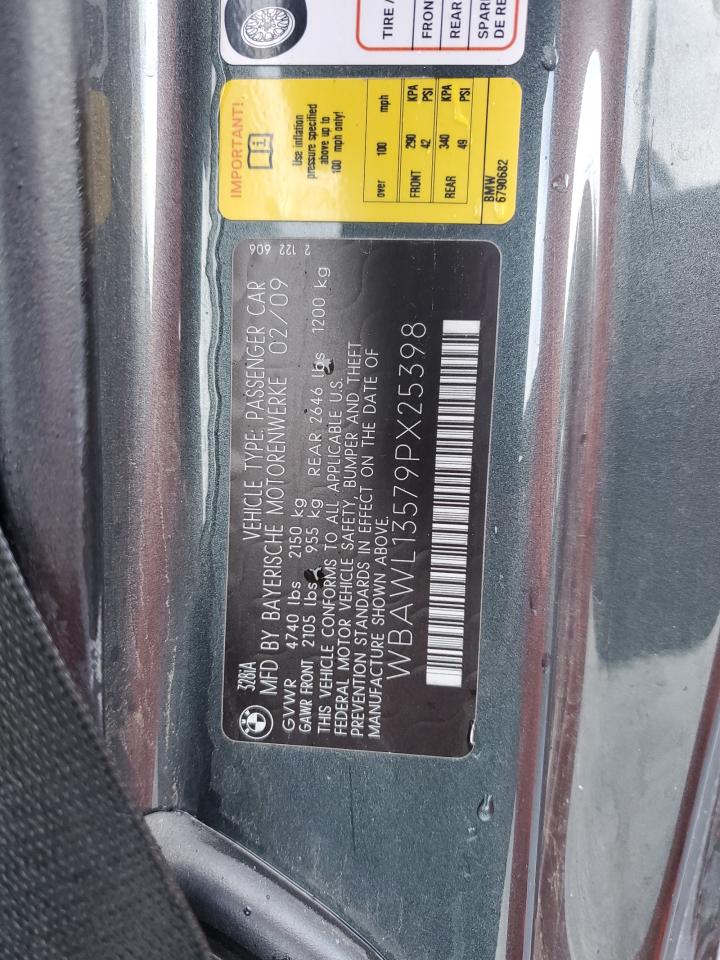 TIRE /
FRON
REAR
SPARE
DE RE
IMPORTANT!
Use inflation
pressure specified
above up to
100 mph only!
over 100 mph
KPA PSI
FRONT 290 42
KPA PSI
REAR 340 49
BMW
6790682
2 122 606
328iA
VEHICLE TYPE: PASSENGER CAR
MFD BY BAYERISCHE MOTORENWERKE 02/09
GVWR 4740 lbs 2150 kg
GAWR FRONT 2105 lbs 955 kg REAR 2646 lbs 1200 kg
THIS VEHICLE CONFORMS TO ALL APPLICABLE U.S.
FEDERAL MOTOR VEHICLE SAFETY, BUMPER AND THEFT
PREVENTION STANDARDS IN EFFECT ON THE DATE OF
MANUFACTURE SHOWN ABOVE.
WBAWL13579PX25398